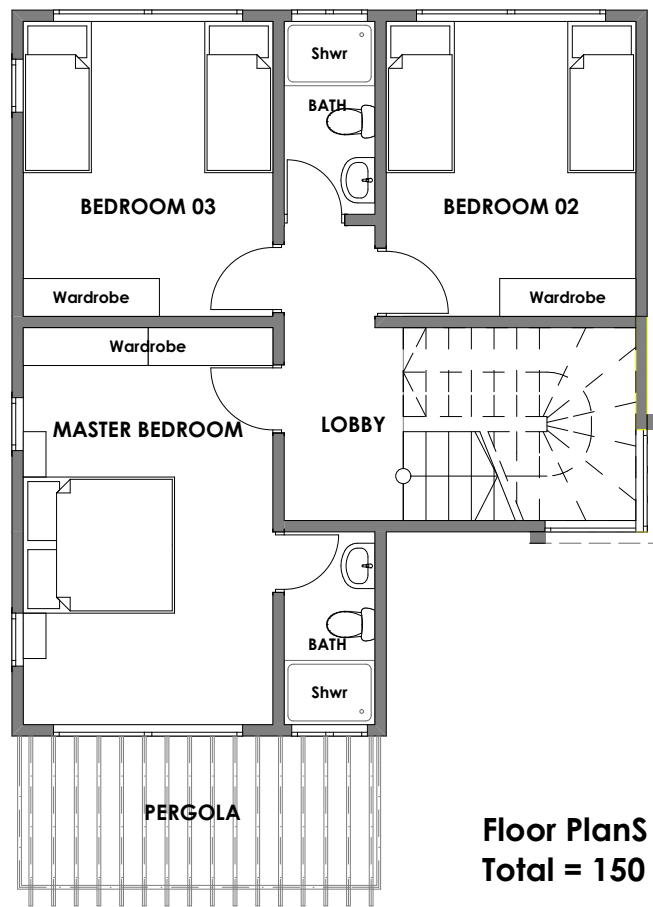 Shwr
BATH
BEDROOM 03
BEDROOM 02
Wardrobe
Wardrobe
Wardrobe
MASTER BEDROOM
LOBBY
BATH
Shwr
PERGOLA
Floor PlanS
Total = 150